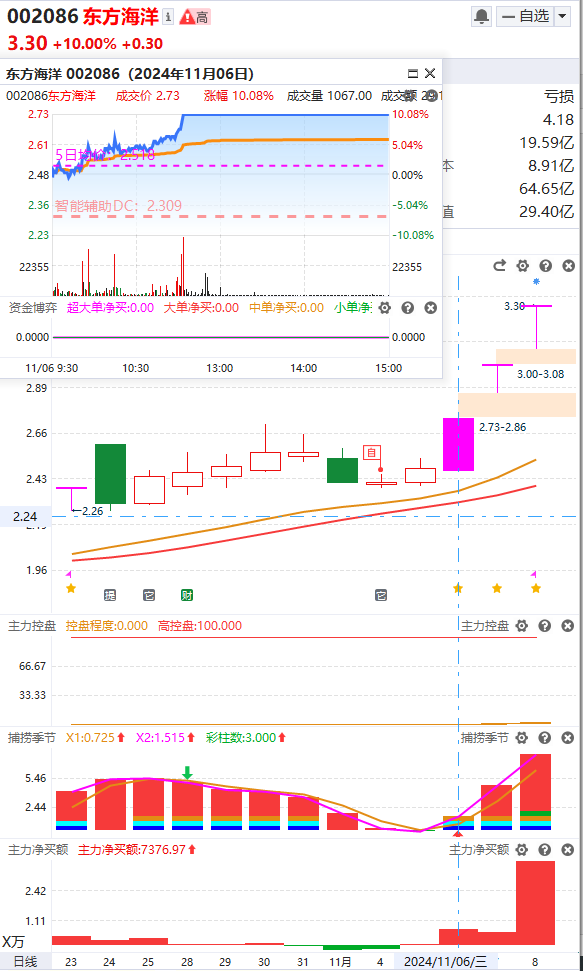 002086 东方海洋 i 高 — 自选
3.30 +10.00% +0.30
东方海洋 002086（2024年11月06日）
002086东方海洋 成交价 2.73 涨幅 10.08% 成交量 1067.00 成交额
亏损
4.18
19.59亿
本 8.91亿
64.65亿
值 29.40亿
2.73 10.08%
2.61 5.04%
2.48 0.00%
2.36 -5.04%
2.23 -10.08%
智能辅助DC: 2.309
22355 22355
资金博弈 超大单净买:0.00 大单净买:0.00 中单净买:0.00 小单净
0.0000 0.0000
11/06 9:30 10:30 13:00 14:00 15:00
3.30
3.00-3.08
2.89
2.73-2.86
2.66
自
2.43
2.26
2.24
1.96
提 它 财 它
主力控盘 控盘程度:0.000 高控盘:100.000 主力控盘
66.67
33.33
捕捞季节 X1:0.725 X2:1.515 彩柱数:3.000 捕捞季节
5.46
2.44
主力净买额 主力净买额:7376.97 主力净买额
2.42
1.11
X万
日线 23 24 25 28 29 30 31 11月 4 2024/11/06/三 8